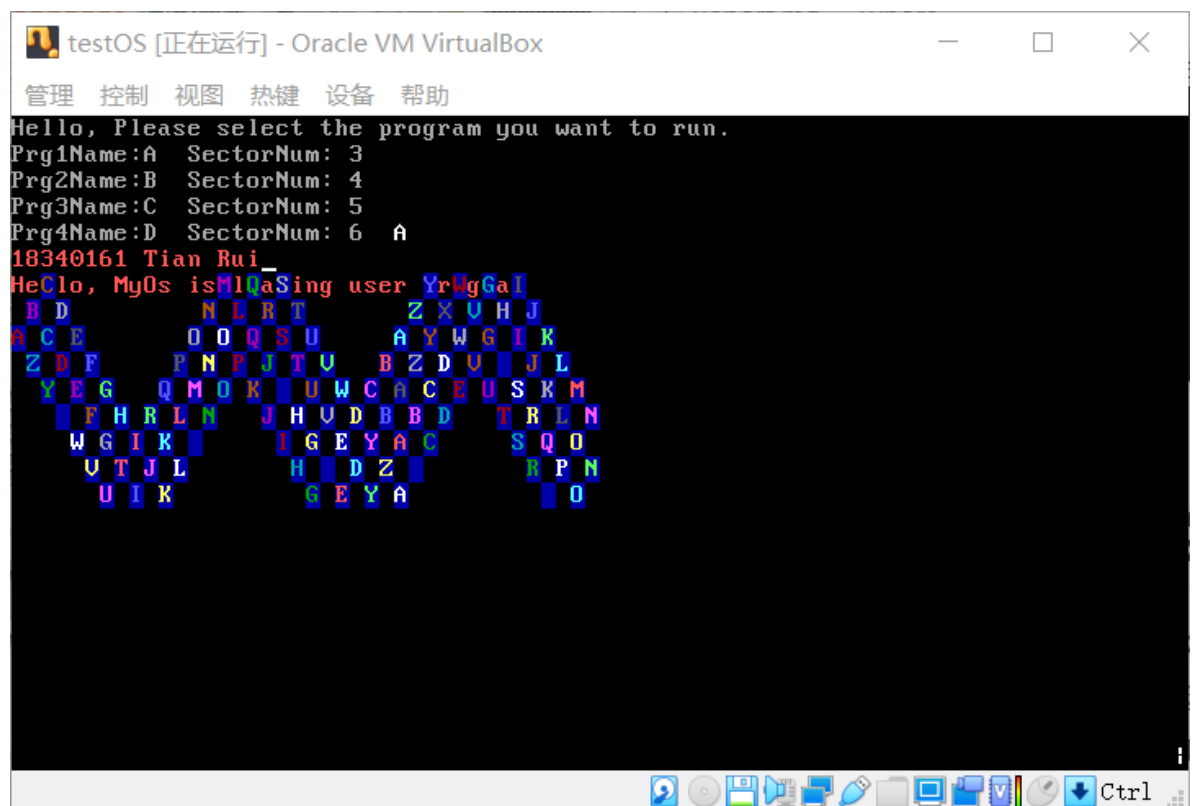 testOS [正在运行] - Oracle VM VirtualBox
管理 控制 视图 热键 设备 帮助
Hello, Please select the program you want to run.
Prg1Name:A SectorNum: 3
Prg2Name:B SectorNum: 4
Prg3Name:C SectorNum: 5
Prg4Name:D SectorNum: 6 A
18340161 Tian Rui_
HeClo, MyOs isMlQaSing user YrWgGaI
B D N L R T Z X V H J
A C E O O Q S U A Y W G I K
Z D F P N P J T V B Z D V J L
Y E G Q M O K U W C A C E U S K M
F H R L N J H V D B B D T R L N
W G I K I G E Y A C S Q O
V T J L H D Z R P N
U I K G E Y A O
Ctrl